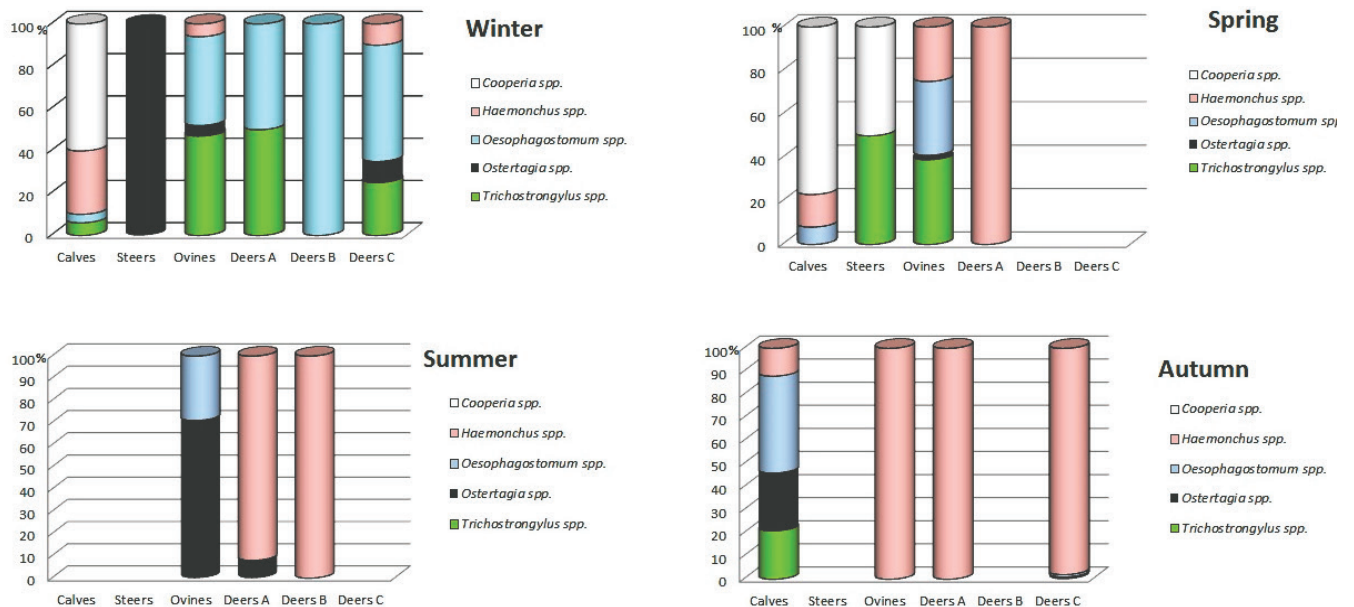 Winter
100
%
80
60
40
20
0
Calves Steers Ovines Deers A Deers B Deers C
Cooperia spp.
Haemonchus spp.
Oesophagostomum spp.
Ostertagia spp.
Trichostrongylus spp.
Spring
100 %
80
60
40
20
0
Calves Steers Ovines Deers A Deers B Deers C
Cooperia spp.
Haemonchus spp.
Oesophagostomum spp
Ostertagia spp.
Trichostrongylus spp.
Summer
100%
90
80
70
60
50
40
30
20
10
0
Calves Steers Ovines Deers A Deers B Deers C
Cooperia spp.
Haemonchus spp.
Oesophagostomum spp.
Ostertagia spp.
Trichostrongylus spp.
Autumn
100%
90
80
70
60
50
40
30
20
10
0
Calves Steers Ovines Deers A Deers B Deers C
Cooperia spp.
Haemonchus spp.
Oesophagostomum spp.
Ostertagia spp.
Trichostrongylus spp.